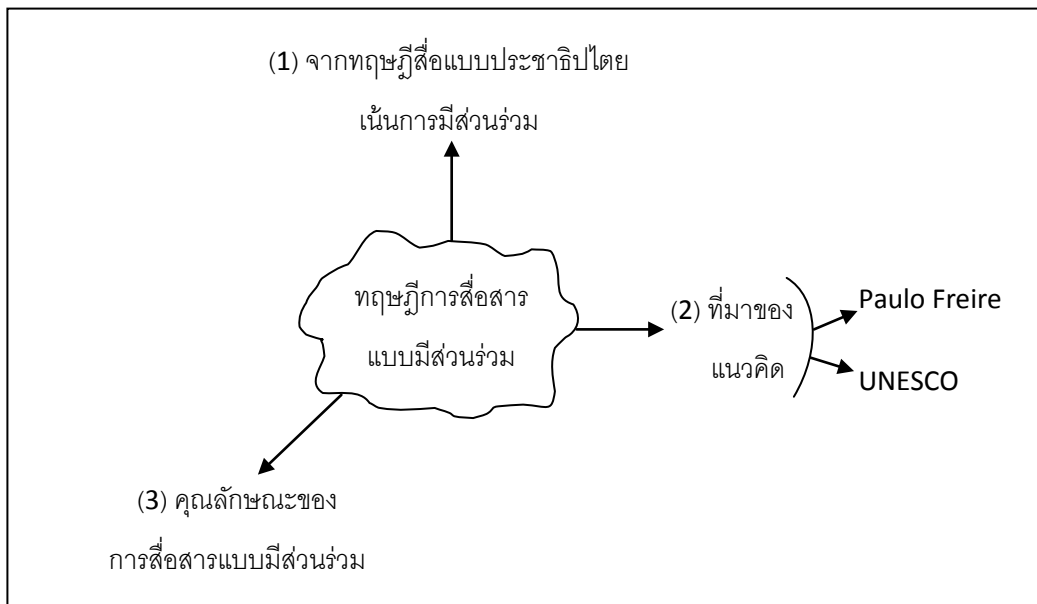 (1) จากทฤษฎีสื่อแบบประชาธิปไตย
เน้นการมีส่วนร่วม
ทฤษฎีการสื่อสาร
แบบมีส่วนร่วม
(2) ที่มาของ
แนวคิด
Paulo Freire
UNESCO
(3) คุณลักษณะของ
การสื่อสารแบบมีส่วนร่วม